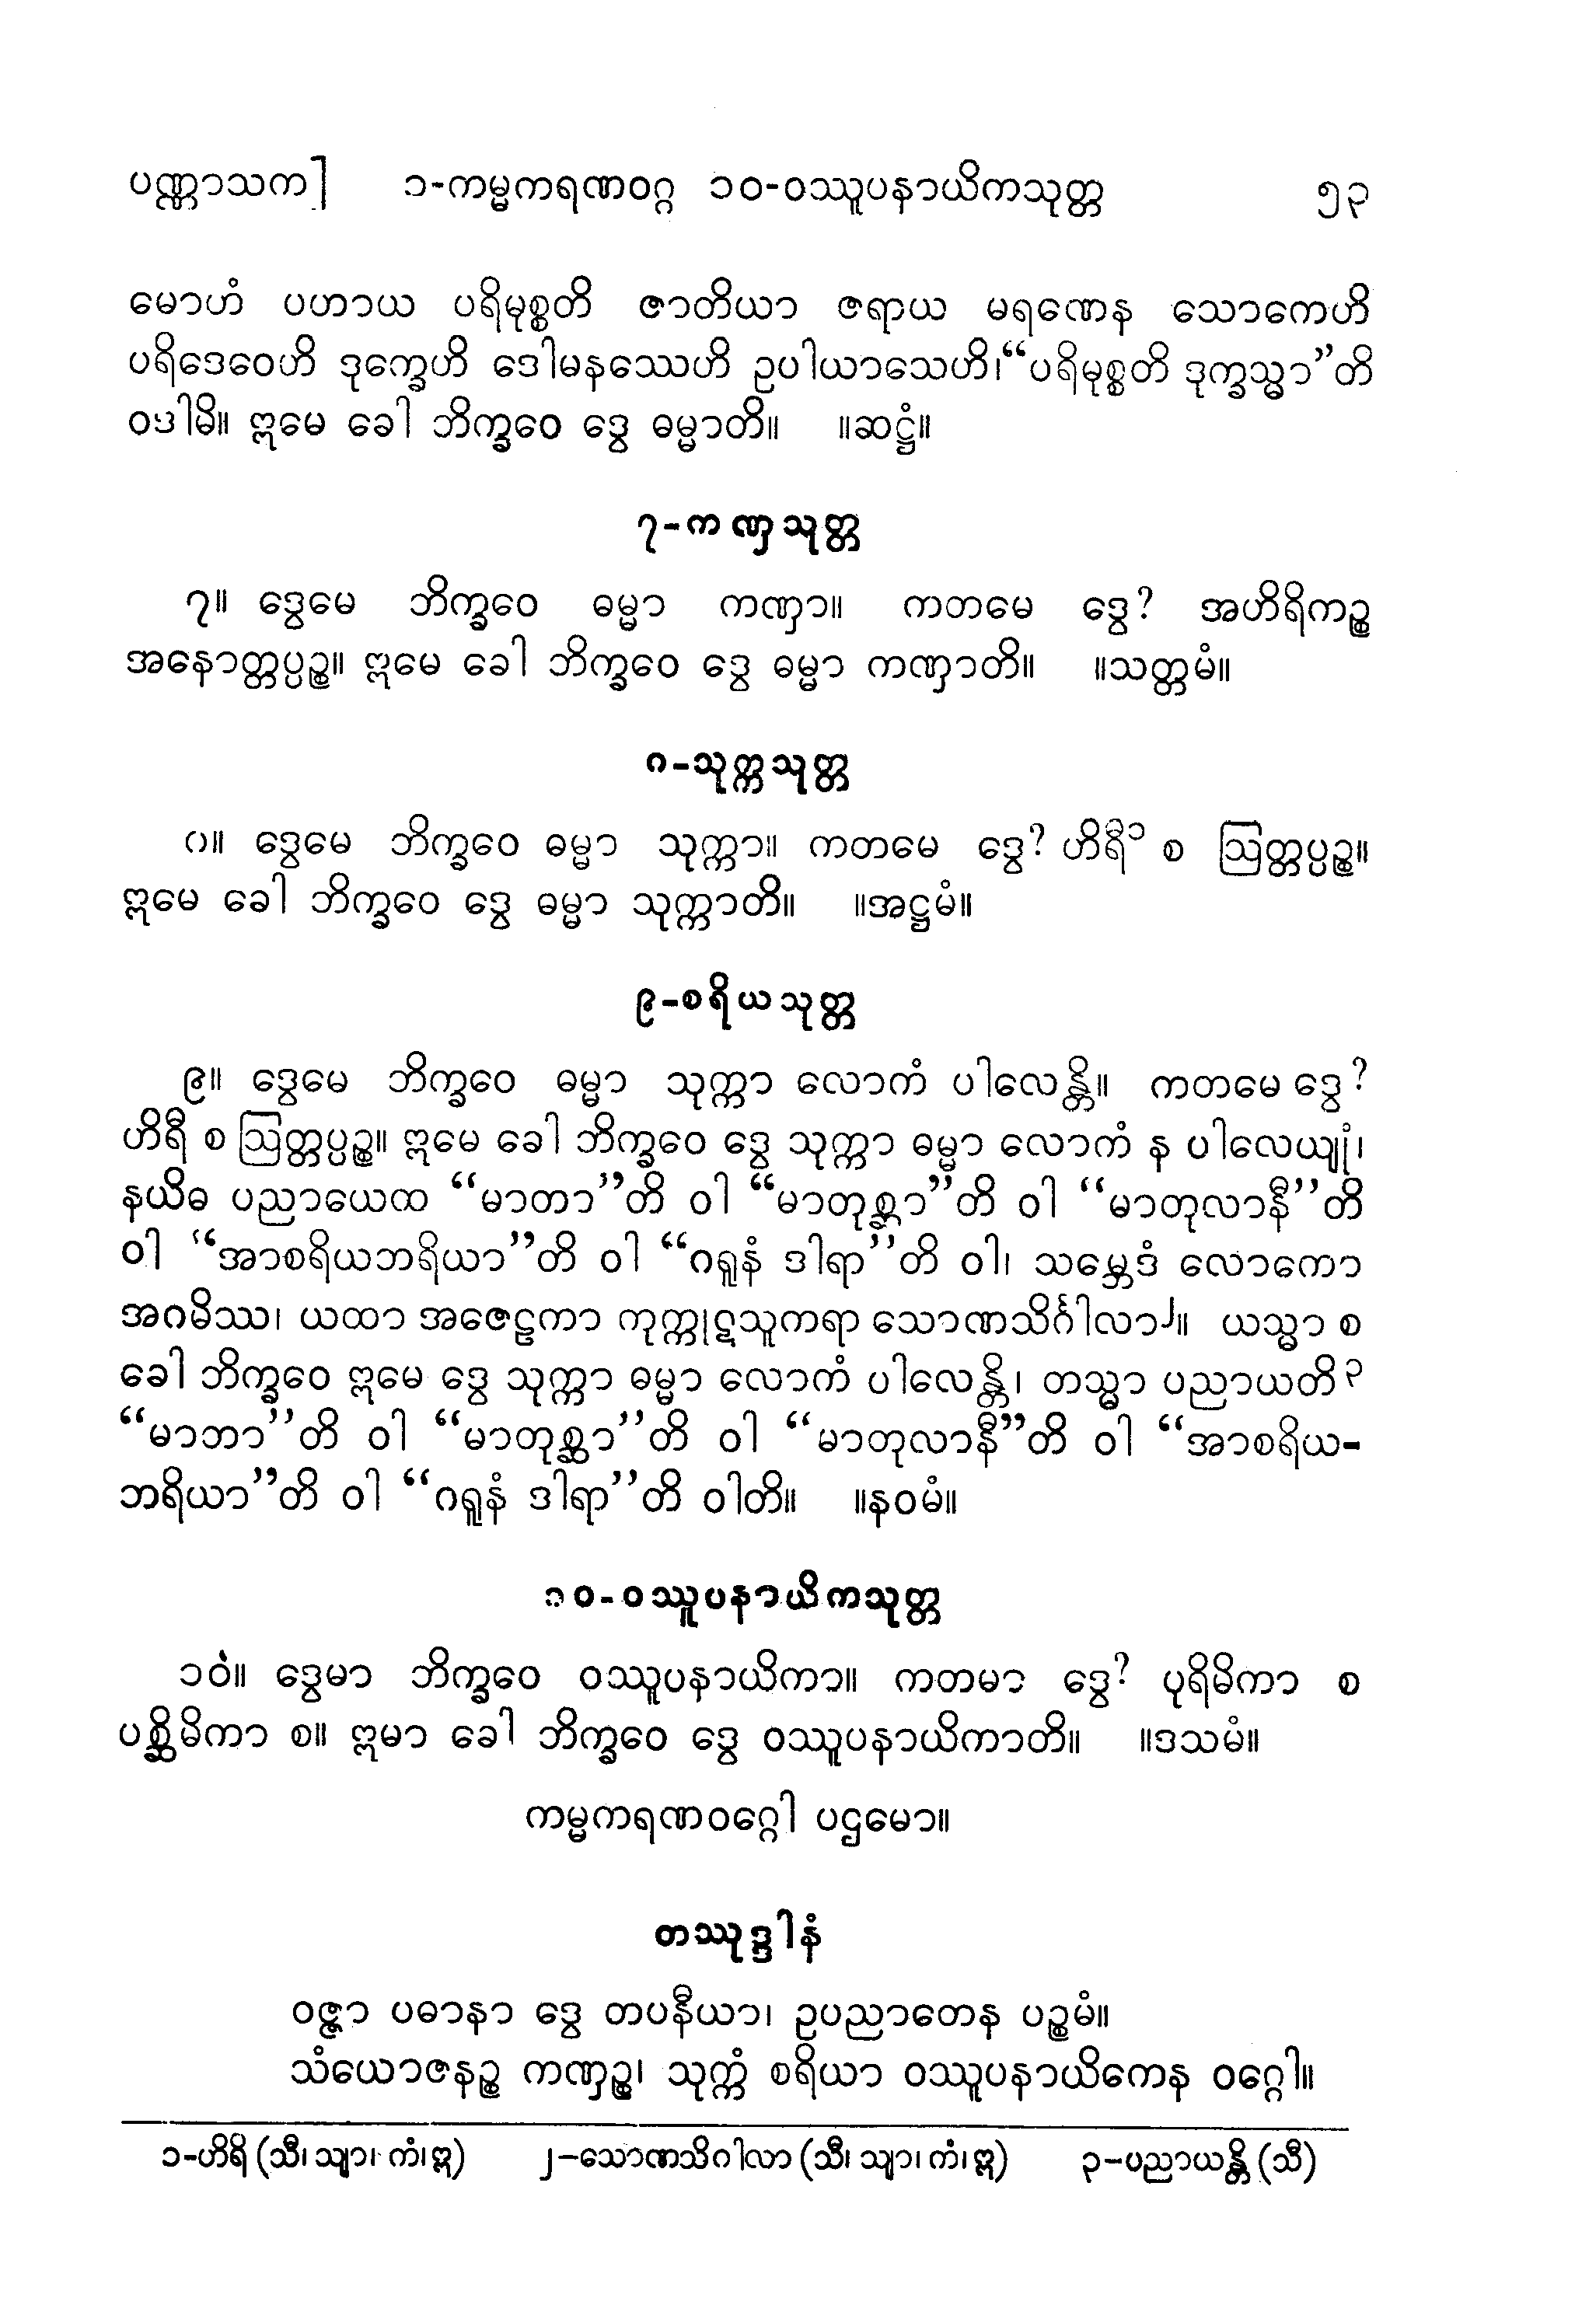 ပဏ္ဏာသက]	၁-ကမ္မကရဏဝဂ္ဂ ၁၀-ဝဿူပနာယိကသုတ္တ	၅၃
မောဟံ ပဟာယ ပရိမုစ္စတိ ဇာတိယာ ဇရာယ မရဏေန သောကေဟိ
ပရိဒေဝေဟိ ဒုက္ခေဟိ ဒေါမနဿေဟိ ဥပါယာသေဟိ၊“ပရိမုစ္စတိ ဒုက္ခသ္မာ”တိ
ဝဒါမိ။ ဣမေ ခေါ ဘိက္ခဝေ ဒွေ ဓမ္မာတိ။ ။ဆဋ္ဌံ။
၇-ကဏှသုတ္တ
၇။ ဒွေမေ ဘိက္ခဝေ ဓမ္မာ ကဏှာ။ ကတမေ ဒွေ? အဟိရိကဉ္စ
အနောတ္တပ္ပဉ္စ။ ဣမေ ခေါ ဘိက္ခဝေ ဒွေ ဓမ္မာ ကဏှာတိ။ ။သတ္တမံ။
၈-သုက္ကသုတ္တ
၈။ ဒွေမေ ဘိက္ခဝေ ဓမ္မာ သုက္ကာ။ ကတမေ ဒွေ? ဟိရီ၁ စ ဩတ္တပ္ပဉ္စ။
ဣမေ ခေါ ဘိက္ခဝေ ဒွေ ဓမ္မာ သုက္ကာတိ။ ။အဋ္ဌမံ။
၉-စရိယသုတ္တ
၉။ ဒွေမေ ဘိက္ခဝေ ဓမ္မာ သုက္ကာ လောကံ ပါလေန္တိ။ ကတမေ ဒွေ?
ဟိရီ စ ဩတ္တပ္ပဉ္စ။ ဣမေ ခေါ ဘိက္ခဝေ ဒွေ သုက္ကာ ဓမ္မာ လောကံ န ပါလေယျုံ၊
နယိဓ ပညာယေထ “မာတာ”တိ ဝါ “မာတုစ္ဆာ”တိ ဝါ “မာတုလာနီ”တိ
ဝါ “အာစရိယဘရိယာ”တိ ဝါ “ဂရူနံ ဒါရာ”တိ ဝါ၊ သမ္ဘေဒံ လောကော
အဂမိဿ၊ ယထာ အဇေဠကာ ကုက္ကုဋသူကရာ သောဏသိင်္ဂါလာ၂။ ယသ္မာ စ
ခေါ ဘိက္ခဝေ ဣမေ ဒွေ သုက္ကာ ဓမ္မာ လောကံ ပါလေန္တိ၊ တသ္မာ ပညာယတိ၃
“မာဘာ”တိ ဝါ “မာတုစ္ဆာ”တိ ဝါ “မာတုလာနီ”တိ ဝါ “အာစရိယ-
ဘရိယာ”တိ ဝါ “ဂရူနံ ဒါရာ”တိ ဝါတိ။ ။နဝမံ။
၁၀-ဝဿူပနာယိကသုတ္တ
၁၀။ ဒွေမာ ဘိက္ခဝေ ဝဿူပနာယိကာ။ ကတမာ ဒွေ? ပုရိမိကာ စ
ပစ္ဆိမိကာ စ။ ဣမာ ခေါ ဘိက္ခဝေ ဒွေ ဝဿူပနာယိကာတိ။ ။ဒသမံ။
ကမ္မကရဏဝဂ္ဂေါ ပဌမော။
တဿုဒ္ဒါနံ
ဝဇ္ဇာ ပဓာနာ ဒွေ တပနီယာ၊ ဥပညာတေန ပဉ္စမံ။
သံယောဇနဉ္စ ကဏှဉ္စ၊ သုက္ကံ စရိယာ ဝဿူပနာယိကေန ဝဂ္ဂေါ။
၁-ဟိရိ (သီ၊ သျာ၊ ကံ၊ ဣ)	၂-သောဏသိဂါလာ (သီ၊ သျာ၊ ကံ၊ ဣ)	၃-ပညာယန္တိ (သီ)